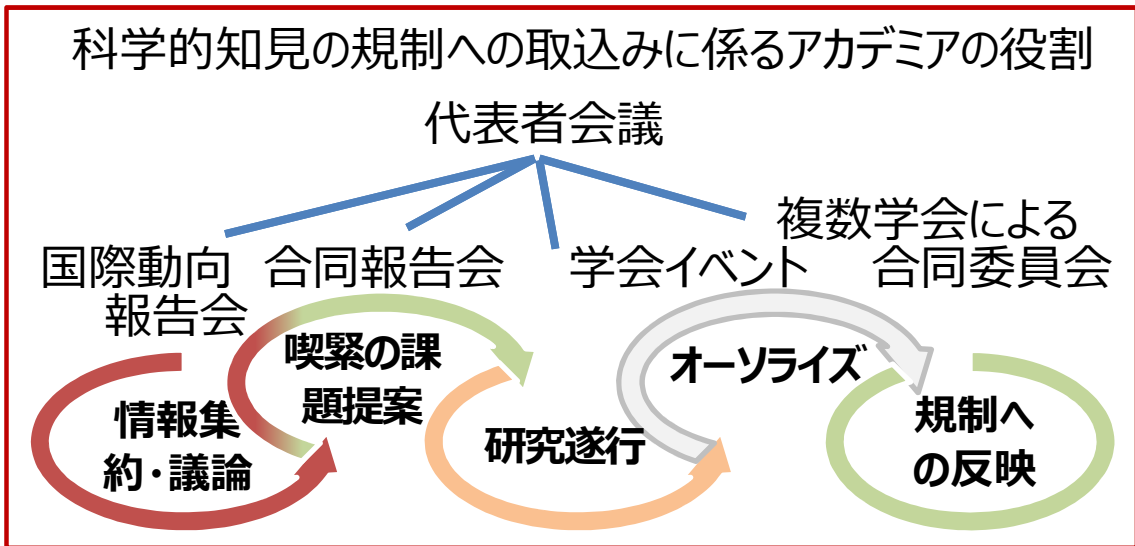 科学的知見の規制への取込みに係るアカデミアの役割
代表者会議
国際動向
報告会
合同報告会
学会イベント
複数学会による
合同委員会
情報集
約・議論
喫緊の課
題提案
研究遂行
オーソライズ
規制へ
の反映